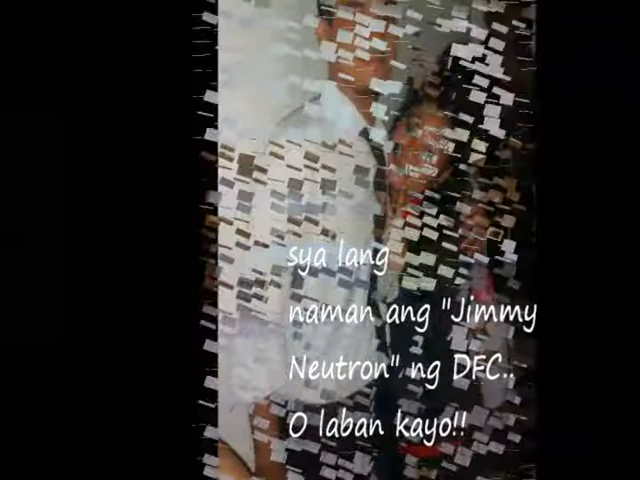 sya lang
naman ang "Jimmy
Neutron" ng DFC..
O laban kayo!!